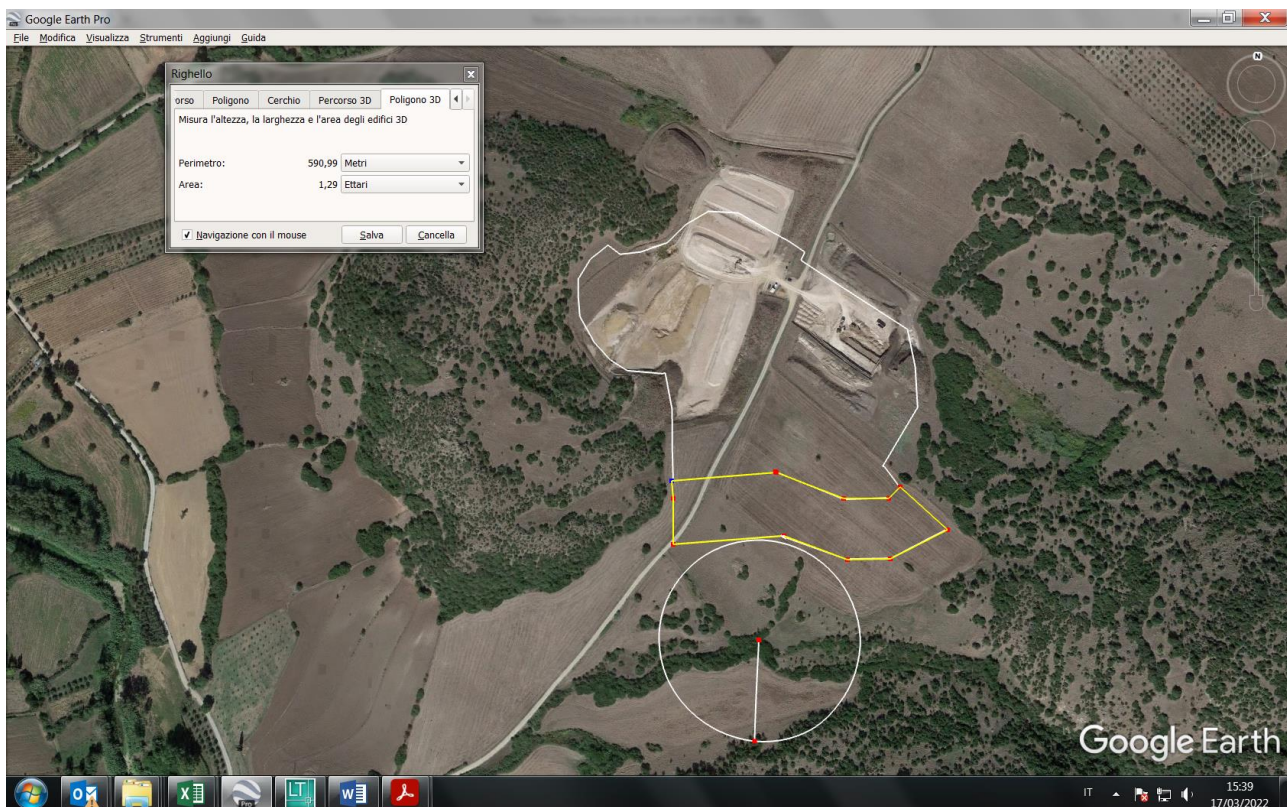 Google Earth Pro
File Modifica Visualizza Strumenti Aggiungi Guida
N
Righello
orso Poligono Cerchio Percorso 3D Poligono 3D
Misura l'altezza, la larghezza e l'area degli edifici 3D
Perimetro: 590,99 Metri
Area: 1,29 Ettari
Navigazione con il mouse Salva Cancella
Google Earth
Pro
LT
IT 15:39
17/03/2022